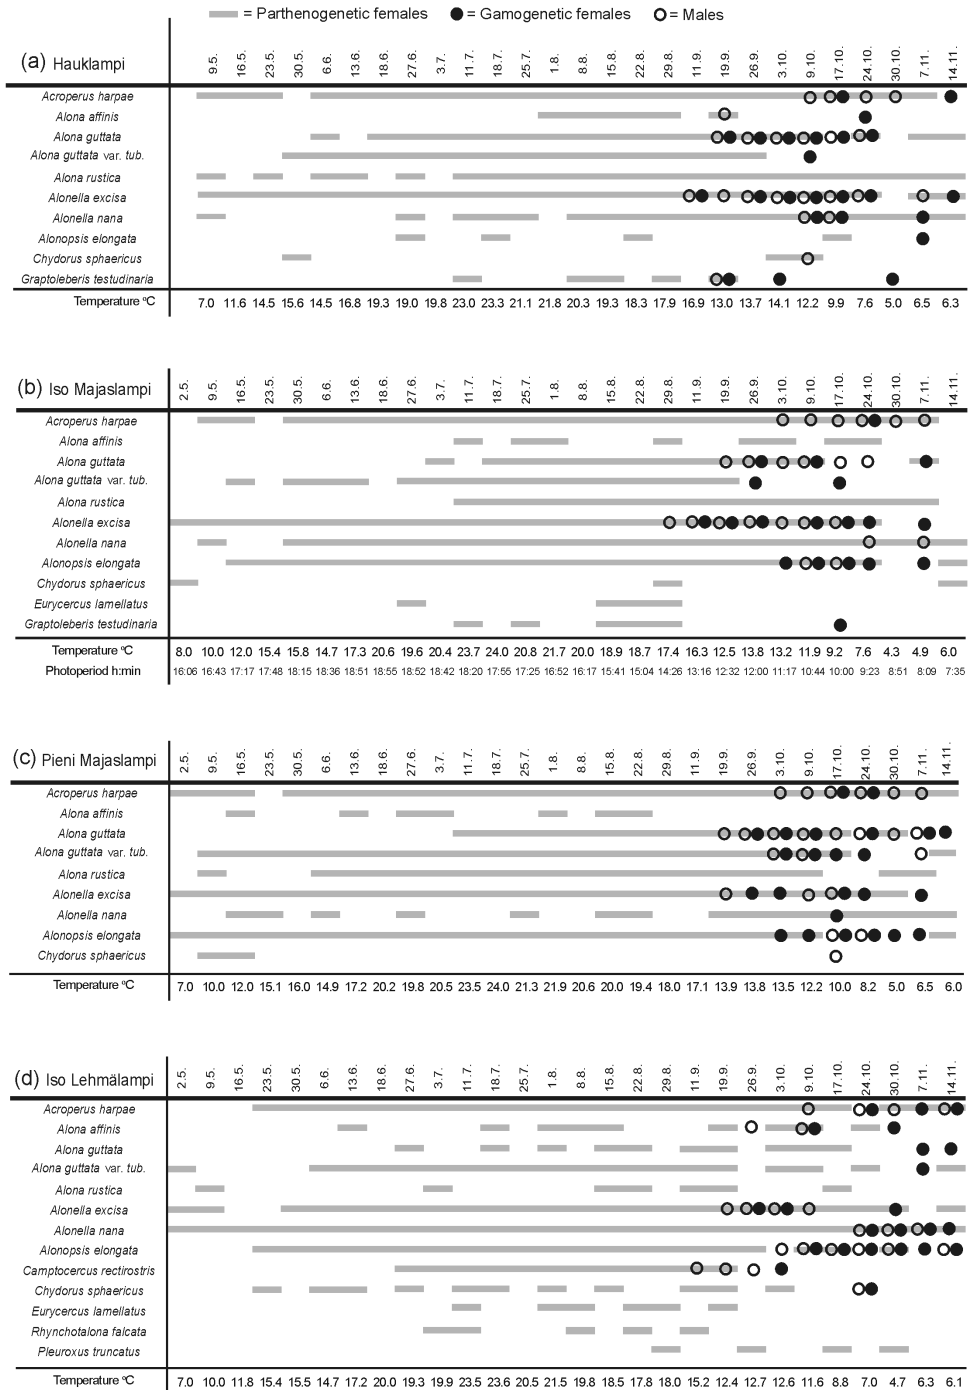 = Parthenogenetic females = Gamogenetic females = Males
(a) Hauklampi 9.5. 16.5. 23.5. 30.5. 6.6. 13.6. 18.6. 27.6. 3.7. 11.7. 18.7. 25.7. 1.8. 8.8. 15.8. 22.8. 29.8. 11.9. 19.9. 26.9. 3.10. 9.10. 17.10. 24.10. 30.10. 7.11. 14.11.
Acroperus harpae
Alona affinis
Alona guttata
Alona guttata var. tub.
Alona rustica
Alonella excisa
Alonella nana
Alonopsis elongata
Chydorus sphaericus
Graptoleberis testudinaria
Temperature °C 7.0 11.6 14.5 15.6 14.5 16.8 19.3 19.0 19.8 23.0 23.3 21.1 21.8 20.3 19.3 18.3 17.9 16.9 13.0 13.7 14.1 12.2 9.9 7.6 5.0 6.5 6.3
(b) Iso Majaslampi 2.5. 9.5. 16.5. 23.5. 30.5. 6.6. 13.6. 18.6. 27.6. 3.7. 11.7. 18.7. 25.7. 1.8. 8.8. 15.8. 22.8. 29.8. 11.9. 19.9. 26.9. 3.10. 9.10. 17.10. 24.10. 30.10. 7.11. 14.11.
Acroperus harpae
Alona affinis
Alona guttata
Alona guttata var. tub.
Alona rustica
Alonella excisa
Alonella nana
Alonopsis elongata
Chydorus sphaericus
Eurycercus lamellatus
Graptoleberis testudinaria
Temperature °C 8.0 10.0 12.0 15.4 15.8 14.7 17.3 20.6 19.6 20.4 23.7 24.0 20.8 21.7 20.0 18.9 18.7 17.4 16.3 12.5 13.8 13.2 11.9 9.2 7.6 4.3 4.9 6.0
Photoperiod h:min 16:06 16:43 17:17 17:48 18:15 18:36 18:51 18:55 18:52 18:42 18:20 17:55 17:25 16:52 16:17 15:41 15:04 14:26 13:16 12:32 12:00 11:17 10:44 10:00 9:23 8:51 8:09 7:35
(c) Pieni Majaslampi 2.5. 9.5. 16.5. 23.5. 30.5. 6.6. 13.6. 18.6. 27.6. 3.7. 11.7. 18.7. 25.7. 1.8. 8.8. 15.8. 22.8. 29.8. 11.9. 19.9. 26.9. 3.10. 9.10. 17.10. 24.10. 30.10. 7.11. 14.11.
Acroperus harpae
Alona affinis
Alona guttata
Alona guttata var. tub.
Alona rustica
Alonella excisa
Alonella nana
Alonopsis elongata
Chydorus sphaericus
Temperature °C 7.0 10.0 12.0 15.1 16.0 14.9 17.2 20.2 19.8 20.5 23.5 24.0 21.3 21.9 20.6 20.0 19.4 18.0 17.1 13.9 13.8 13.5 12.2 10.0 8.2 5.0 6.5 6.0
(d) Iso Lehmälampi 2.5. 9.5. 16.5. 23.5. 30.5. 6.6. 13.6. 18.6. 27.6. 3.7. 11.7. 18.7. 25.7. 1.8. 8.8. 15.8. 22.8. 29.8. 11.9. 19.9. 26.9. 3.10. 9.10. 17.10. 24.10. 30.10. 7.11. 14.11.
Acroperus harpae
Alona affinis
Alona guttata
Alona guttata var. tub.
Alona rustica
Alonella excisa
Alonella nana
Alonopsis elongata
Camptocercus rectirostris
Chydorus sphaericus
Eurycercus lamellatus
Rhynchotalona falcata
Pleuroxus truncatus
Temperature °C 7.0 10.0 11.8 15.4 15.5 14.7 17.2 20.0 19.3 19.9 22.9 23.6 20.5 21.5 19.8 18.5 17.8 18.0 15.2 12.4 13.8 12.6 11.6 8.8 7.0 4.7 6.3 6.1